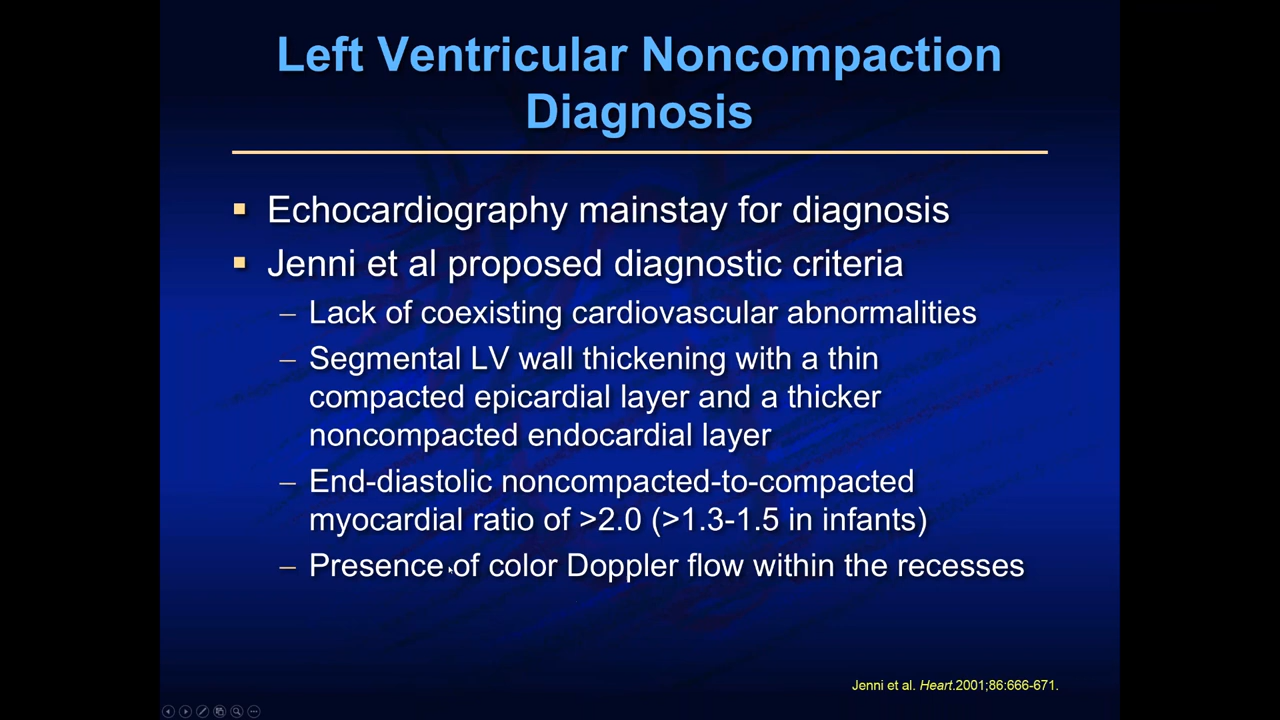 Left Ventricular Noncompaction
Diagnosis
Echocardiography mainstay for diagnosis
Jenni et al proposed diagnostic criteria
– Lack of coexisting cardiovascular abnormalities
– Segmental LV wall thickening with a thin
compacted epicardial layer and a thicker
noncompacted endocardial layer
– End-diastolic noncompacted-to-compacted
myocardial ratio of >2.0 (>1.3-1.5 in infants)
– Presence of color Doppler flow within the recesses
Jenni et al. Heart.2001;86:666-671.